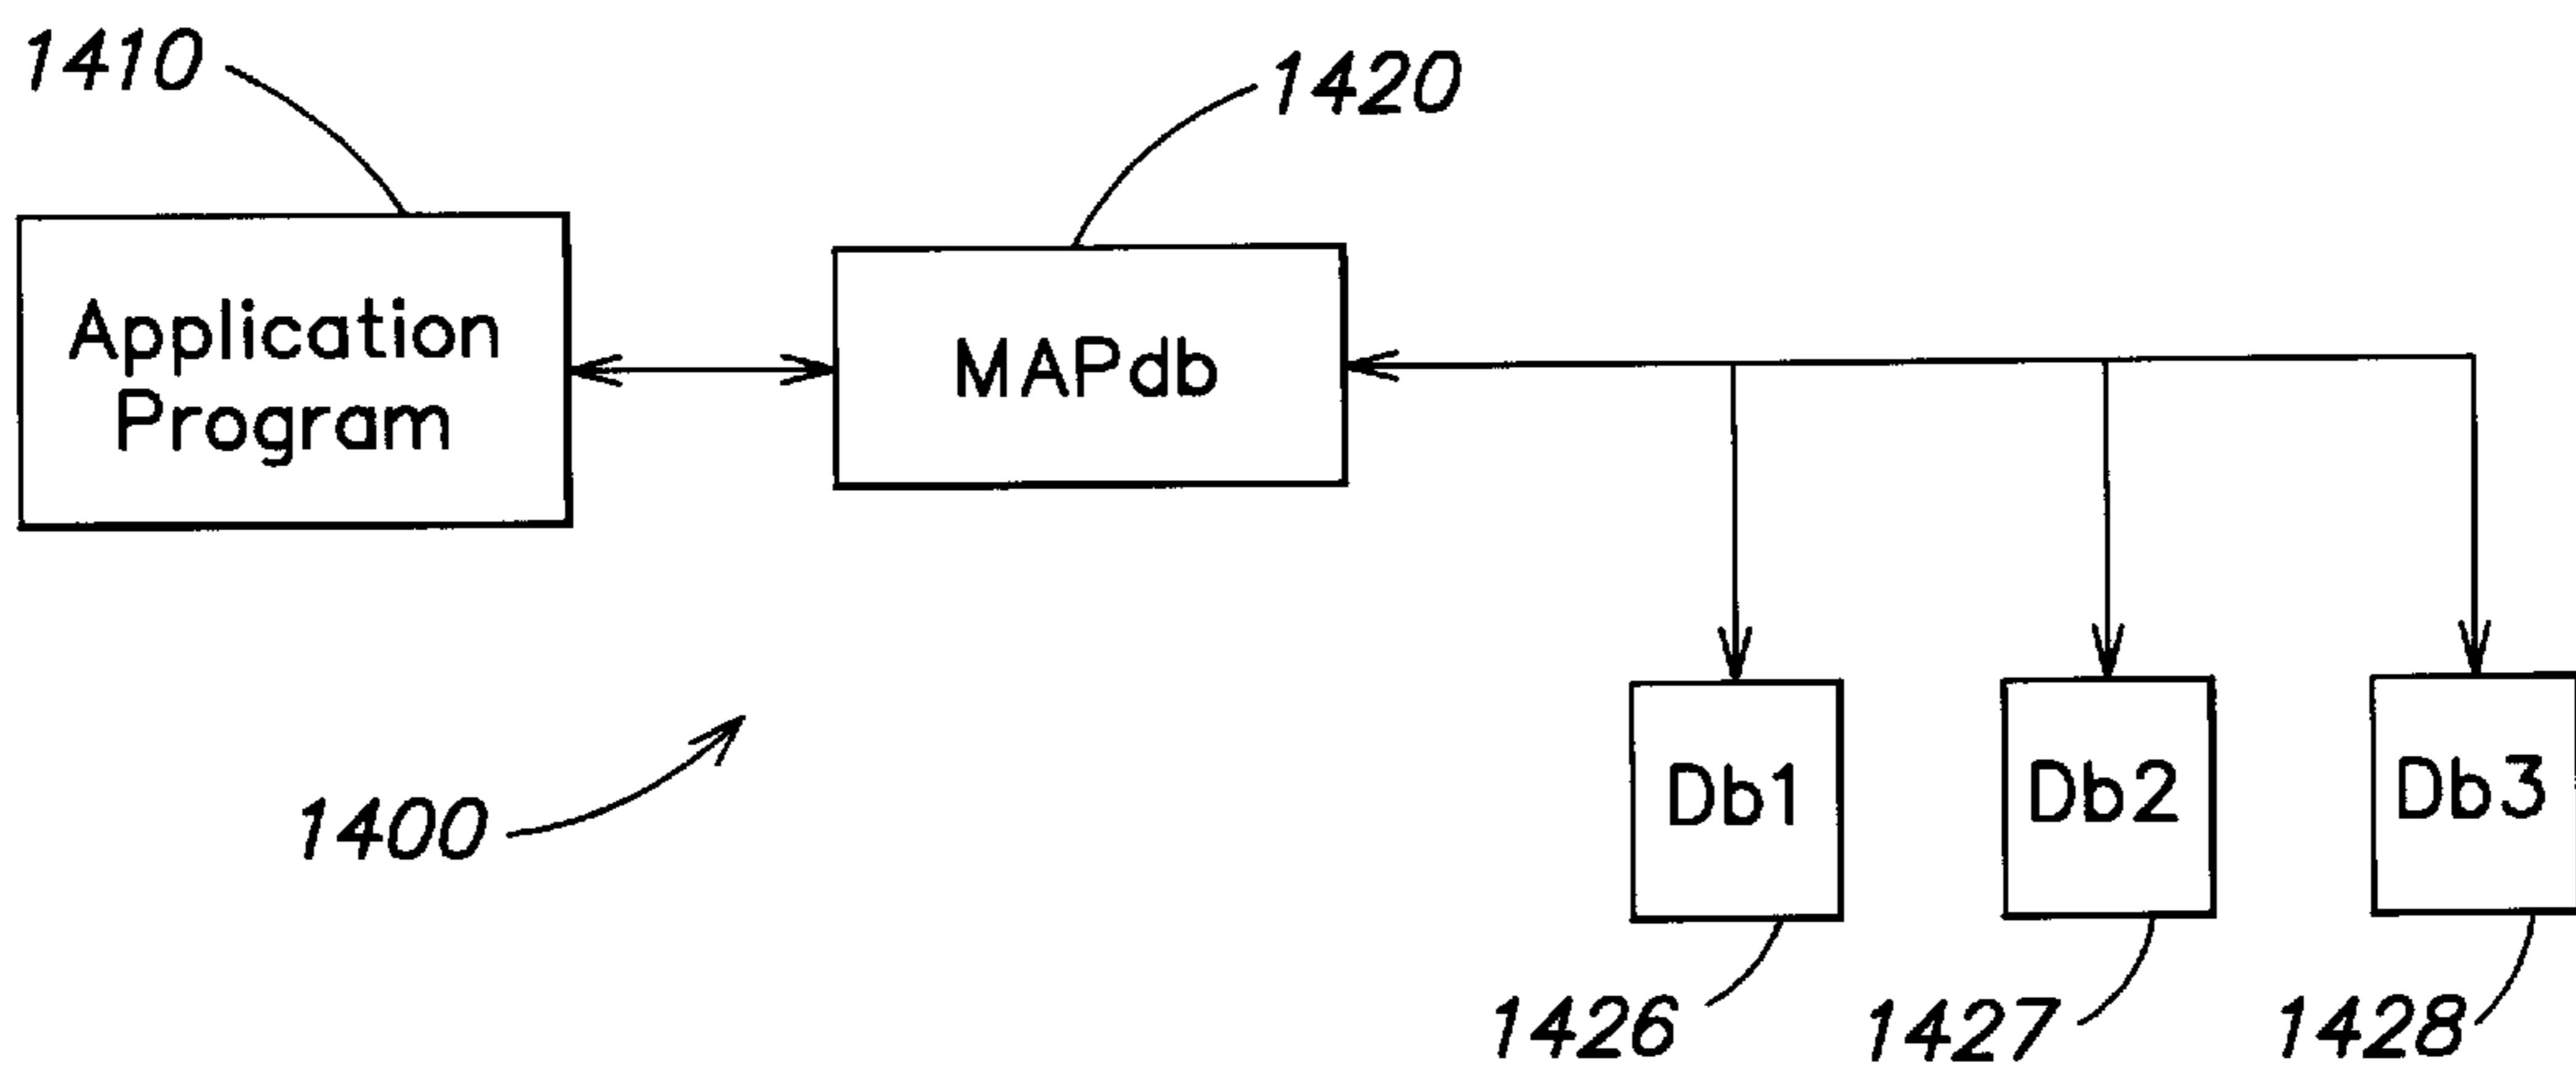 1410
1420
Application
Program
MAPdb
1400
Db1
Db2
Db3
1426
1427
1428